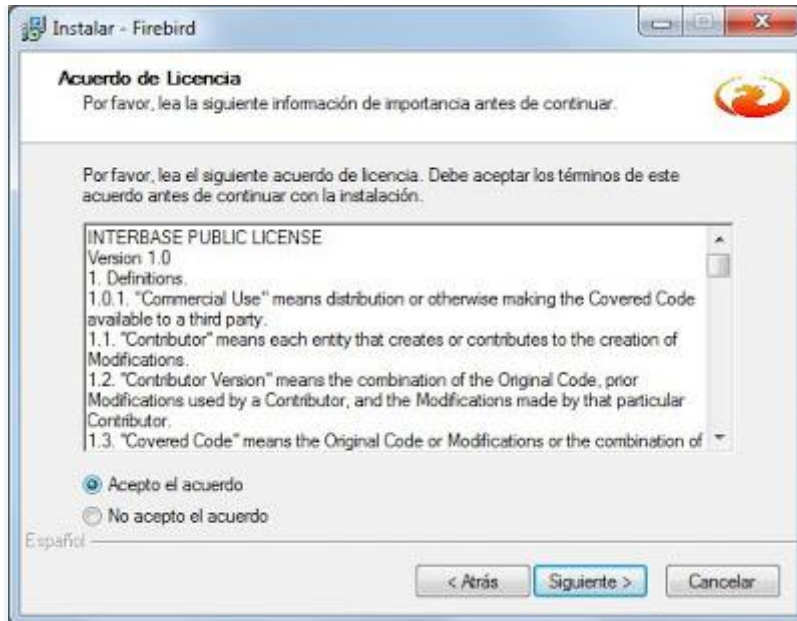 Instalar - Firebird
Acuerdo de Licencia
Por favor, lea la siguiente información de importancia antes de continuar.
Por favor, lea el siguiente acuerdo de licencia. Debe aceptar los términos de este
acuerdo antes de continuar con la instalación.
INTERBASE PUBLIC LICENSE
Version 1.0
1. Definitions.
1.0.1. "Commercial Use" means distribution or otherwise making the Covered Code
available to a third party.
1.1. "Contributor" means each entity that creates or contributes to the creation of
Modifications.
1.2. "Contributor Version" means the combination of the Original Code, prior
Modifications used by a Contributor, and the Modifications made by that particular
Contributor.
1.3. "Covered Code" means the Original Code or Modifications or the combination of
Acepto el acuerdo
No acepto el acuerdo
Español
< Atrás Siguiente > Cancelar